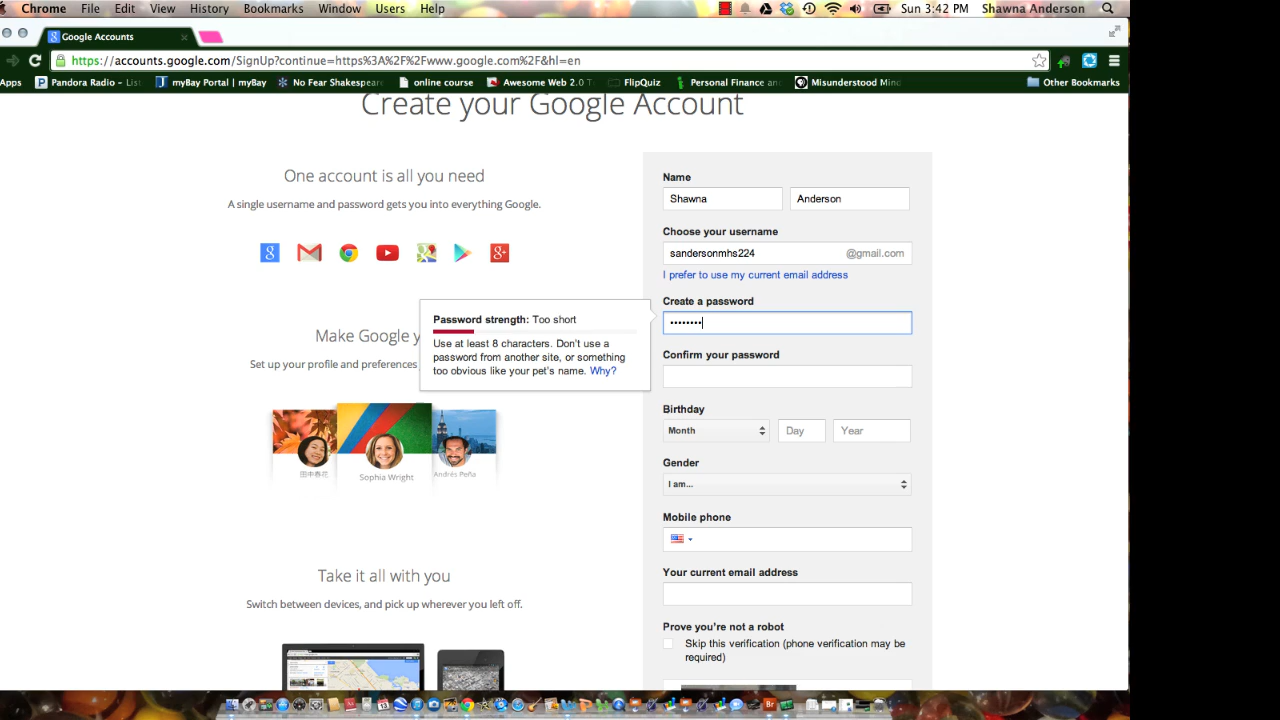 Chrome File Edit View History Bookmarks Window Users Help Sun 3:42 PM Shawna Anderson
Google Accounts
https://accounts.google.com/SignUp?continue=https%3A%2F%2Fwww.google.com%2F&hl=en
Apps Pandora Radio – Lis myBay Portal | myBay No Fear Shakespear online course Awesome Web 2.0 T FlipQuiz Personal Finance and Misunderstood Mind Other Bookmarks
Create your Google Account
One account is all you need
A single username and password gets you into everything Google.
Make Google y
Set up your profile and preferences
田中春花
Sophia Wright
Andrés Peña
Take it all with you
Switch between devices, and pick up wherever you left off.
Name
Shawna Anderson
Choose your username
sandersonmhs224 @gmail.com
I prefer to use my current email address
Create a password
••••••••
Password strength: Too short
Use at least 8 characters. Don't use a
password from another site, or something
too obvious like your pet's name. Why?
Confirm your password
Birthday
Month Day Year
Gender
I am...
Mobile phone
Your current email address
Prove you're not a robot
Skip this verification (phone verification may be
required)